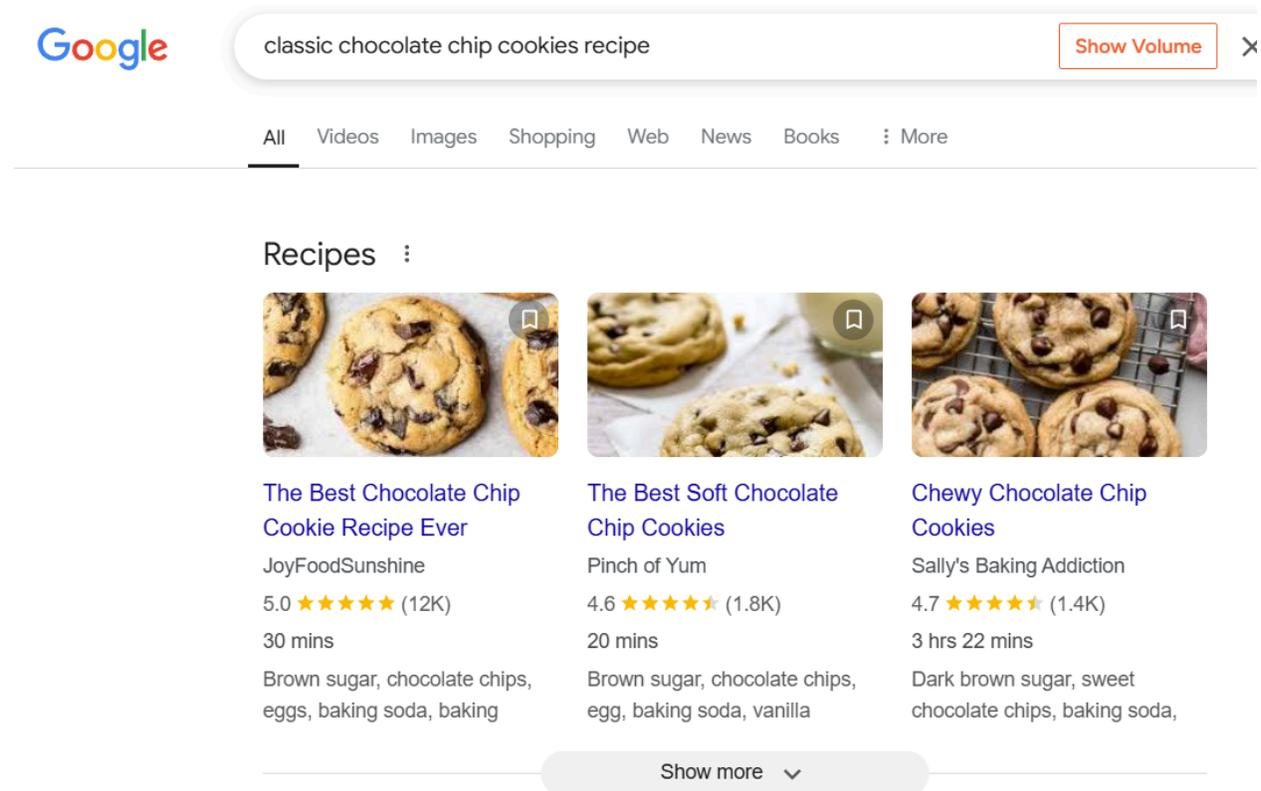 Google
classic chocolate chip cookies recipe
Show Volume
All Videos Images Shopping Web News Books More
Recipes
The Best Chocolate Chip
Cookie Recipe Ever
JoyFoodSunshine
5.0 (12K)
30 mins
Brown sugar, chocolate chips,
eggs, baking soda, baking
The Best Soft Chocolate
Chip Cookies
Pinch of Yum
4.6 (1.8K)
20 mins
Brown sugar, chocolate chips,
egg, baking soda, vanilla
Chewy Chocolate Chip
Cookies
Sally's Baking Addiction
4.7 (1.4K)
3 hrs 22 mins
Dark brown sugar, sweet
chocolate chips, baking soda,
Show more